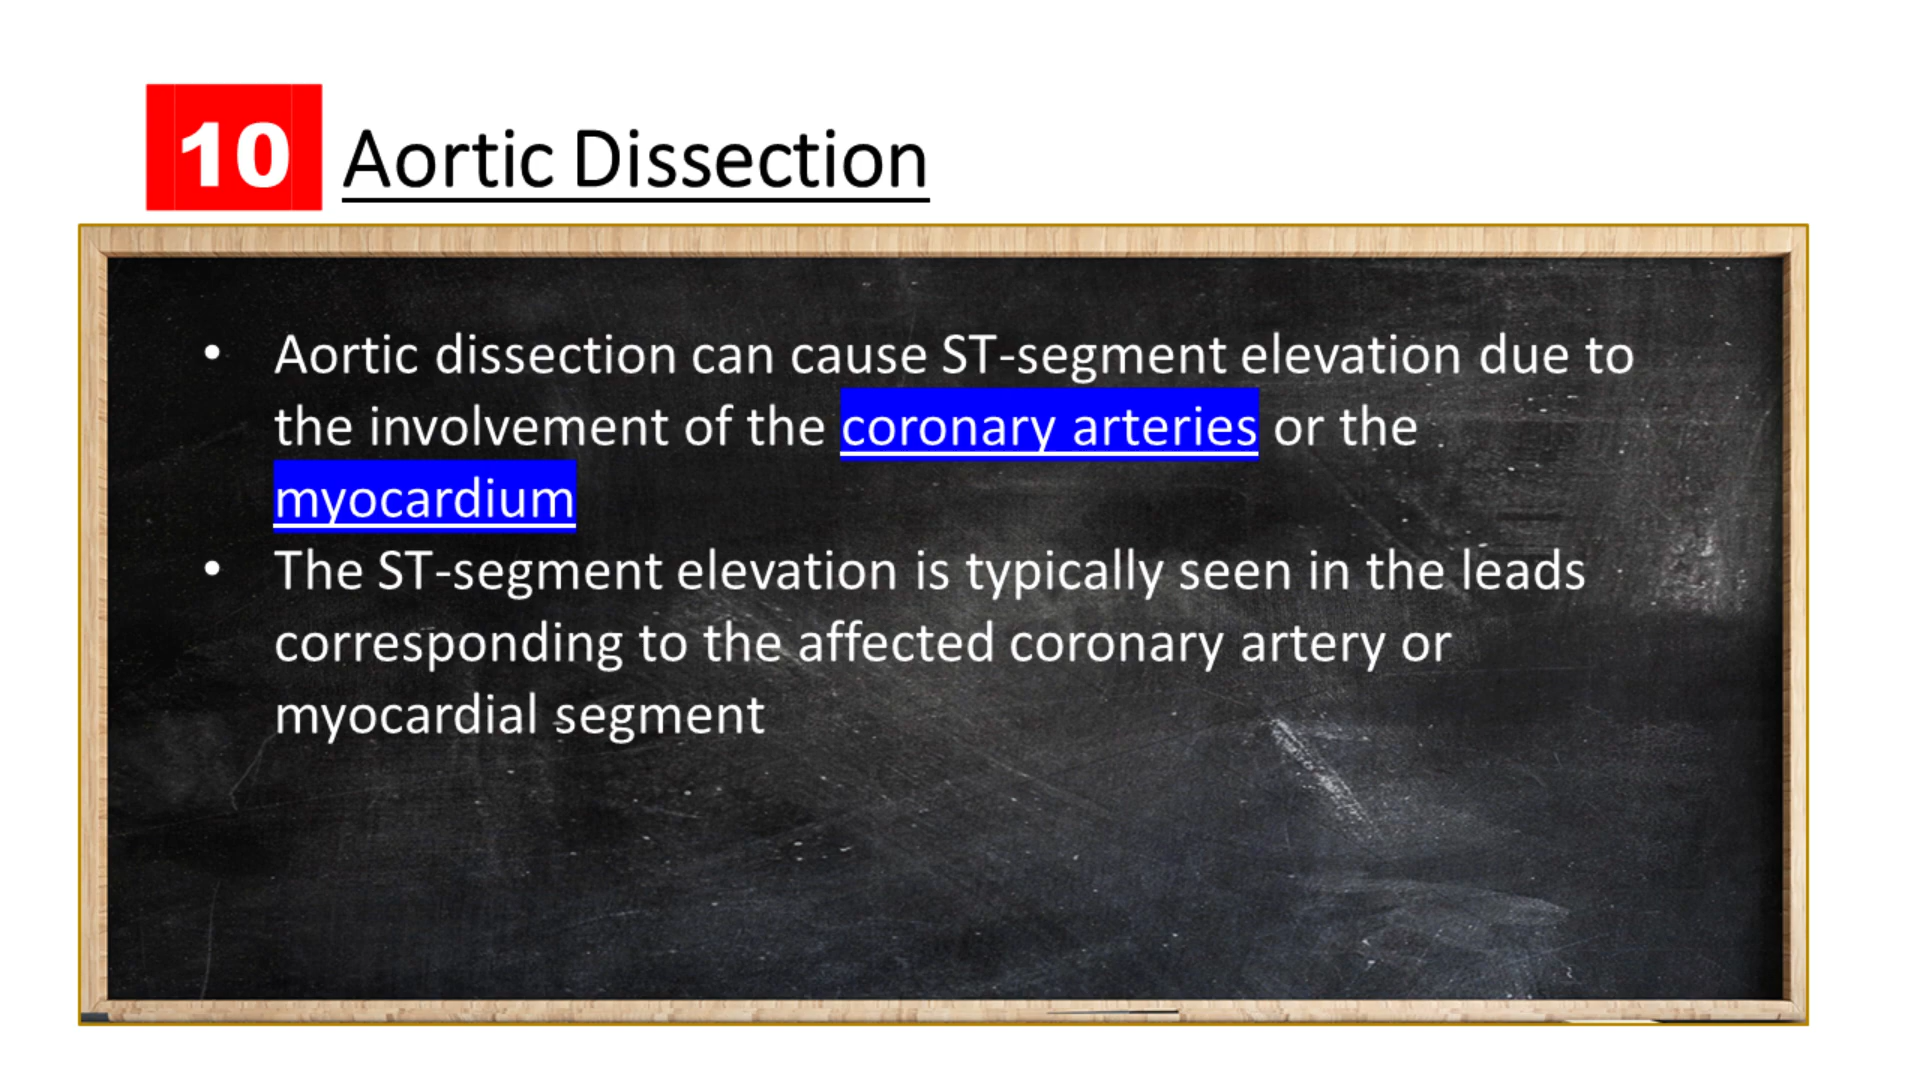 10 Aortic Dissection
• Aortic dissection can cause ST-segment elevation due to
the involvement of the coronary arteries or the
myocardium
• The ST-segment elevation is typically seen in the leads
corresponding to the affected coronary artery or
myocardial segment